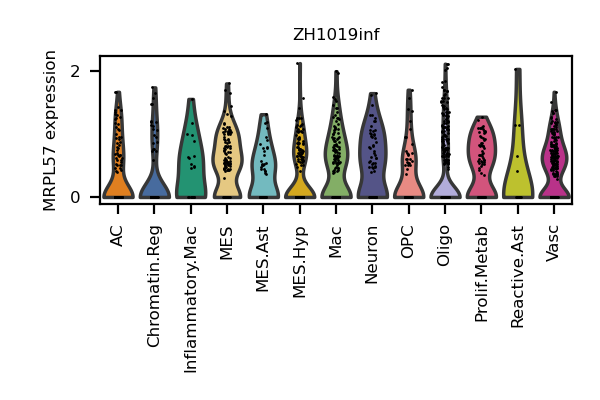 ZH1019inf
MRPL57 expression
2
0
AC
Chromatin.Reg
Inflammatory.Mac
MES
MES.Ast
MES.Hyp
Mac
Neuron
OPC
Oligo
Prolif.Metab
Reactive.Ast
Vasc